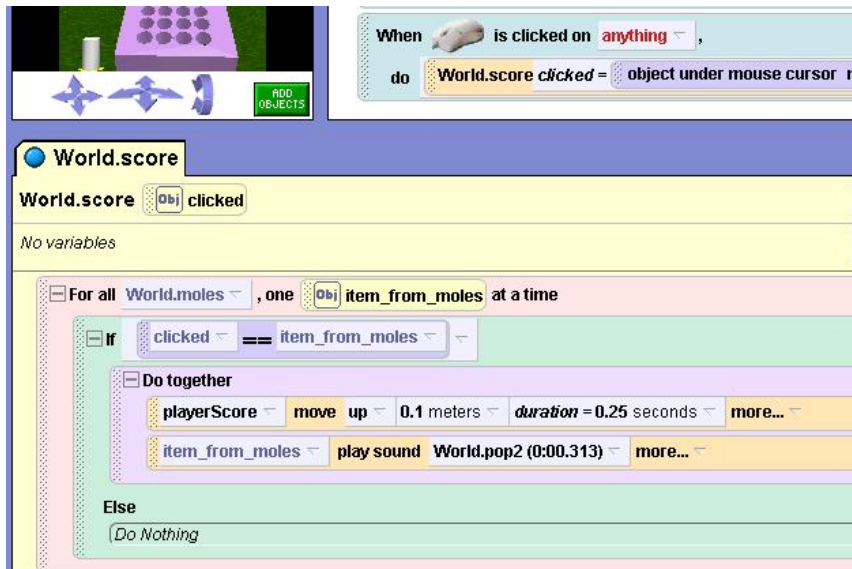 When is clicked on anything ,
do World.score clicked = object under mouse cursor
ADD
OBJECTS
World.score
World.score Obj clicked
No variables
For all World.moles , one Obj item_from_moles at a time
If clicked == item_from_moles
Do together
playerScore move up 0.1 meters duration = 0.25 seconds more...
item_from_moles play sound World.pop2 (0:00.313) more...
Else
Do Nothing